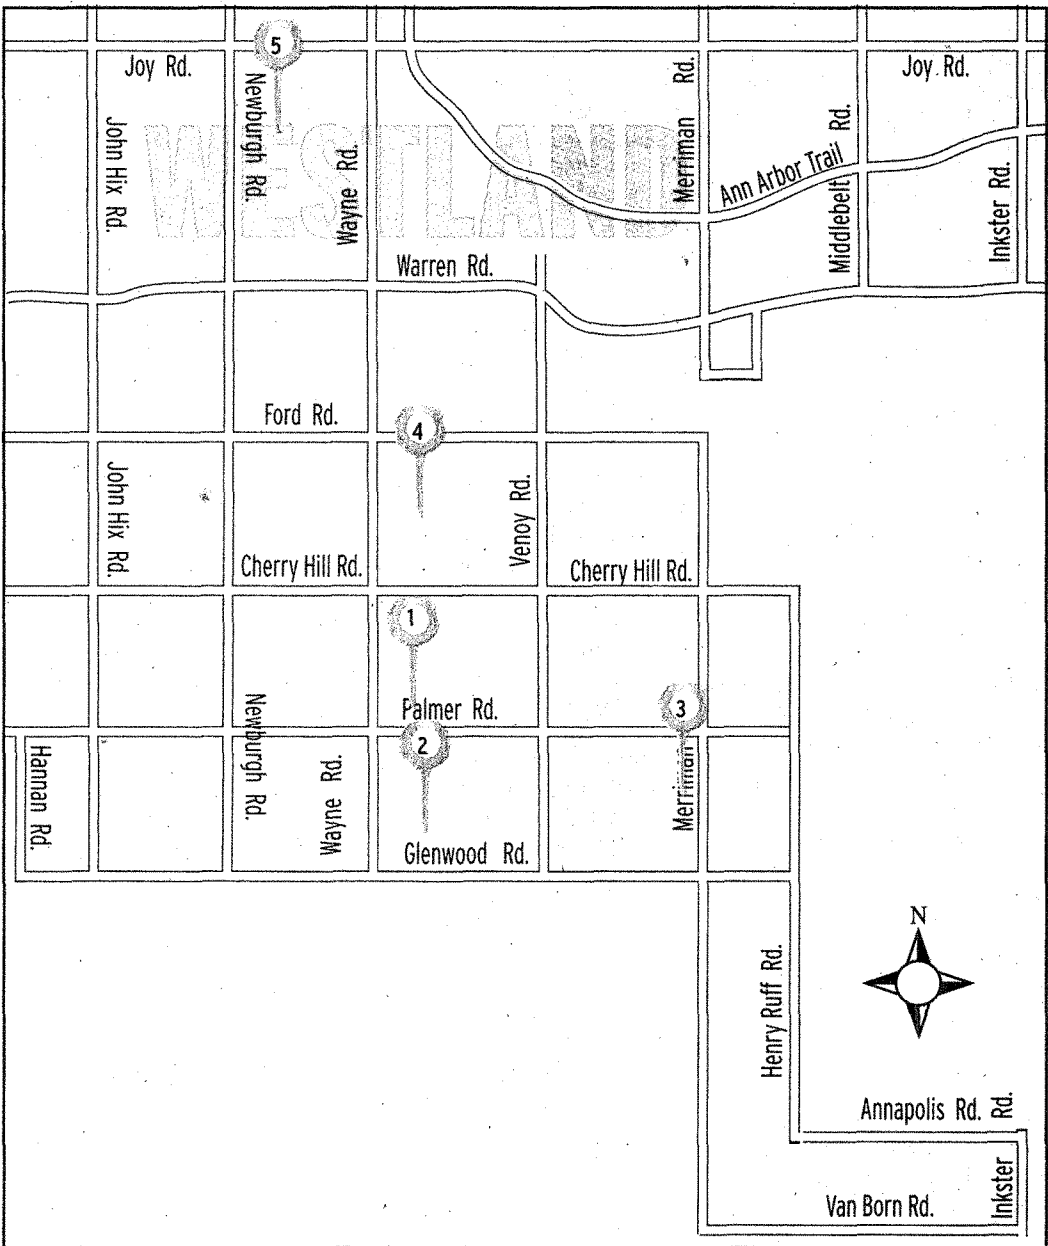 5
Joy Rd.
Joy Rd.
Newburgh Rd.
John Hix Rd.
WESTLAND
Wayne Rd.
Merriman Rd.
Ann Arbor Trail
Middlebelt Rd.
Inkster Rd.
Warren Rd.
Ford Rd.
4
John Hix Rd.
Venoy Rd.
Cherry Hill Rd.
Cherry Hill Rd.
1
Palmer Rd.
3
2
Hannan Rd.
Newburgh Rd.
Wayne Rd.
Merriman
Glenwood Rd.
N
Henry Ruff Rd.
Annapolis Rd.
Inkster Rd.
Van Born Rd.